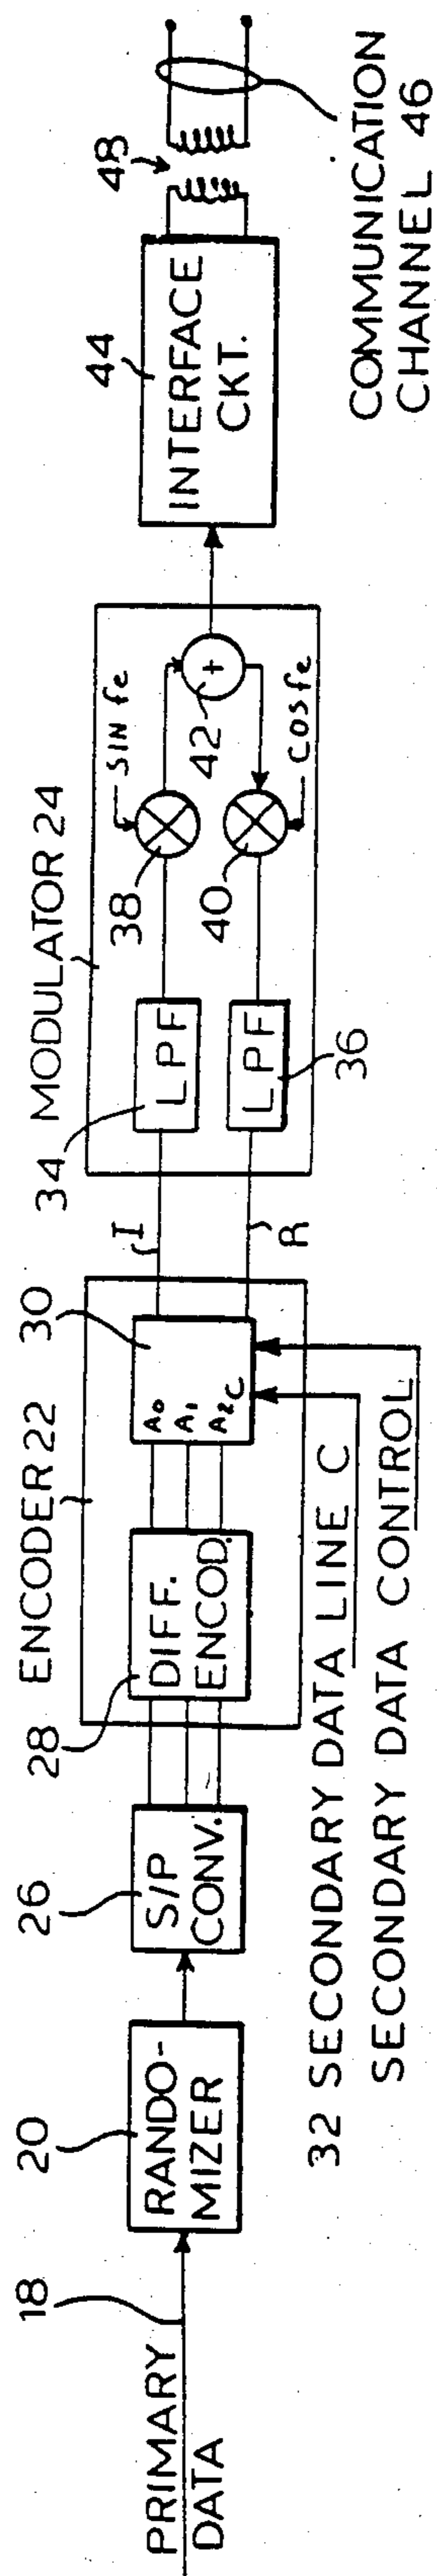 PRIMARY
DATA
18
20
RANDO-
MIZER
26
S/P
CONV.
ENCODER 22
28
DIFF.
ENCOD.
30
A0
A1
A2
C
32 SECONDARY DATA LINE C
SECONDARY DATA CONTROL
I
R
MODULATOR 24
34
LPF
LPF
36
38
SIN fc
40
COS fc
42
+
44
INTERFACE
CKT.
48
COMMUNICATION
CHANNEL 46